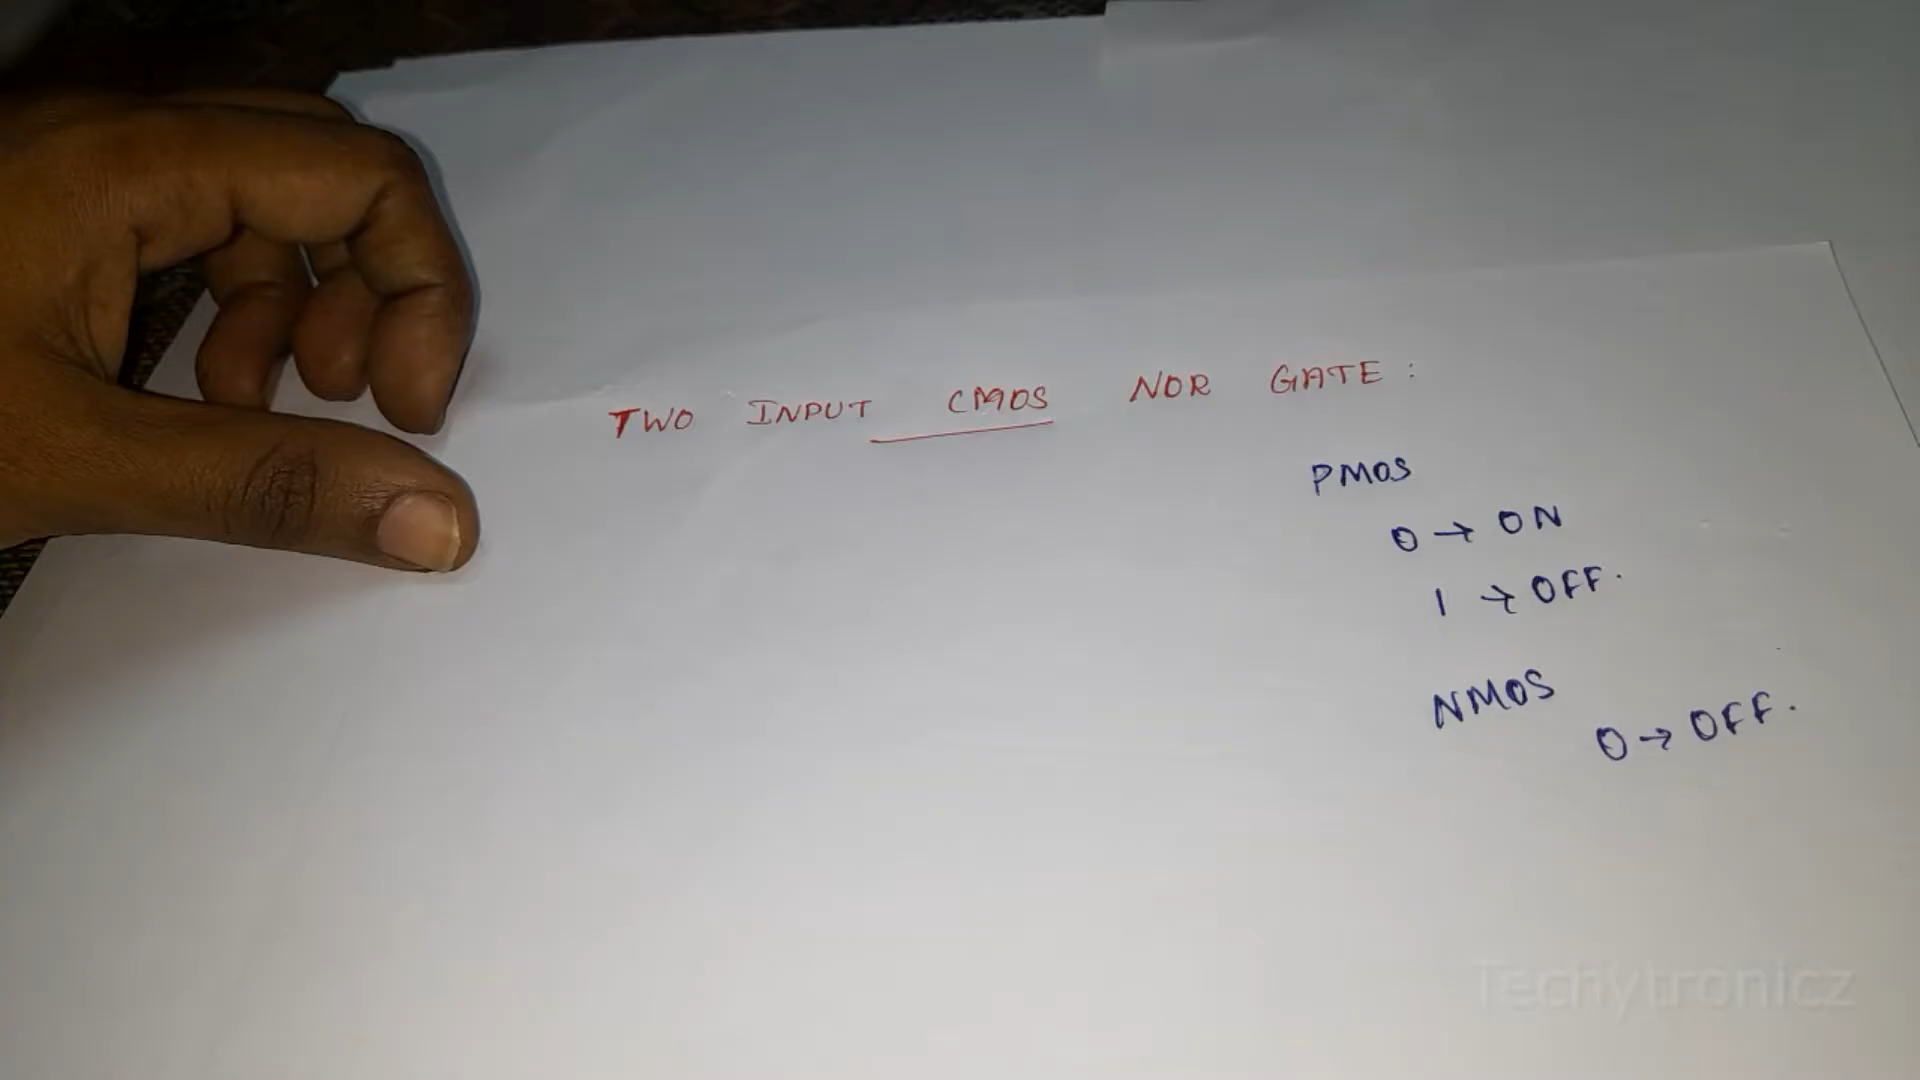 TWO INPUT CMOS NOR GATE :
PMOS
0 → ON
1 → OFF.
NMOS
0 → OFF.
Techytronicz